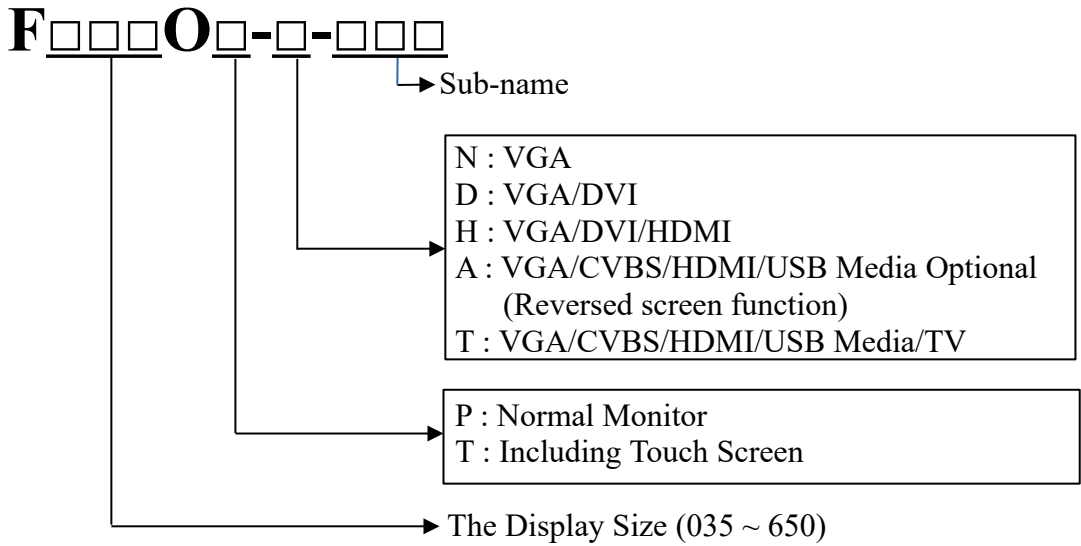 F□□□O□-□-□□□
Sub-name
N : VGA
D : VGA/DVI
H : VGA/DVI/HDMI
A : VGA/CVBS/HDMI/USB Media Optional
(Reversed screen function)
T : VGA/CVBS/HDMI/USB Media/TV
P : Normal Monitor
T : Including Touch Screen
The Display Size (035 ~ 650)